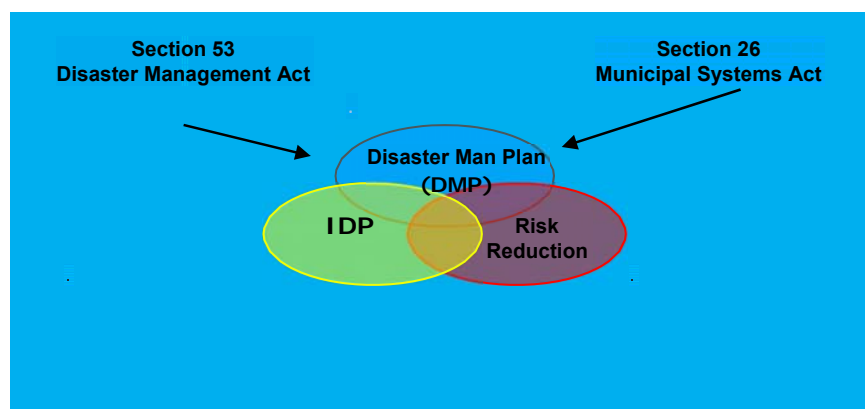 Section 53
Disaster Management Act
Section 26
Municipal Systems Act
Disaster Man Plan
(DMP)
IDP
Risk
Reduction